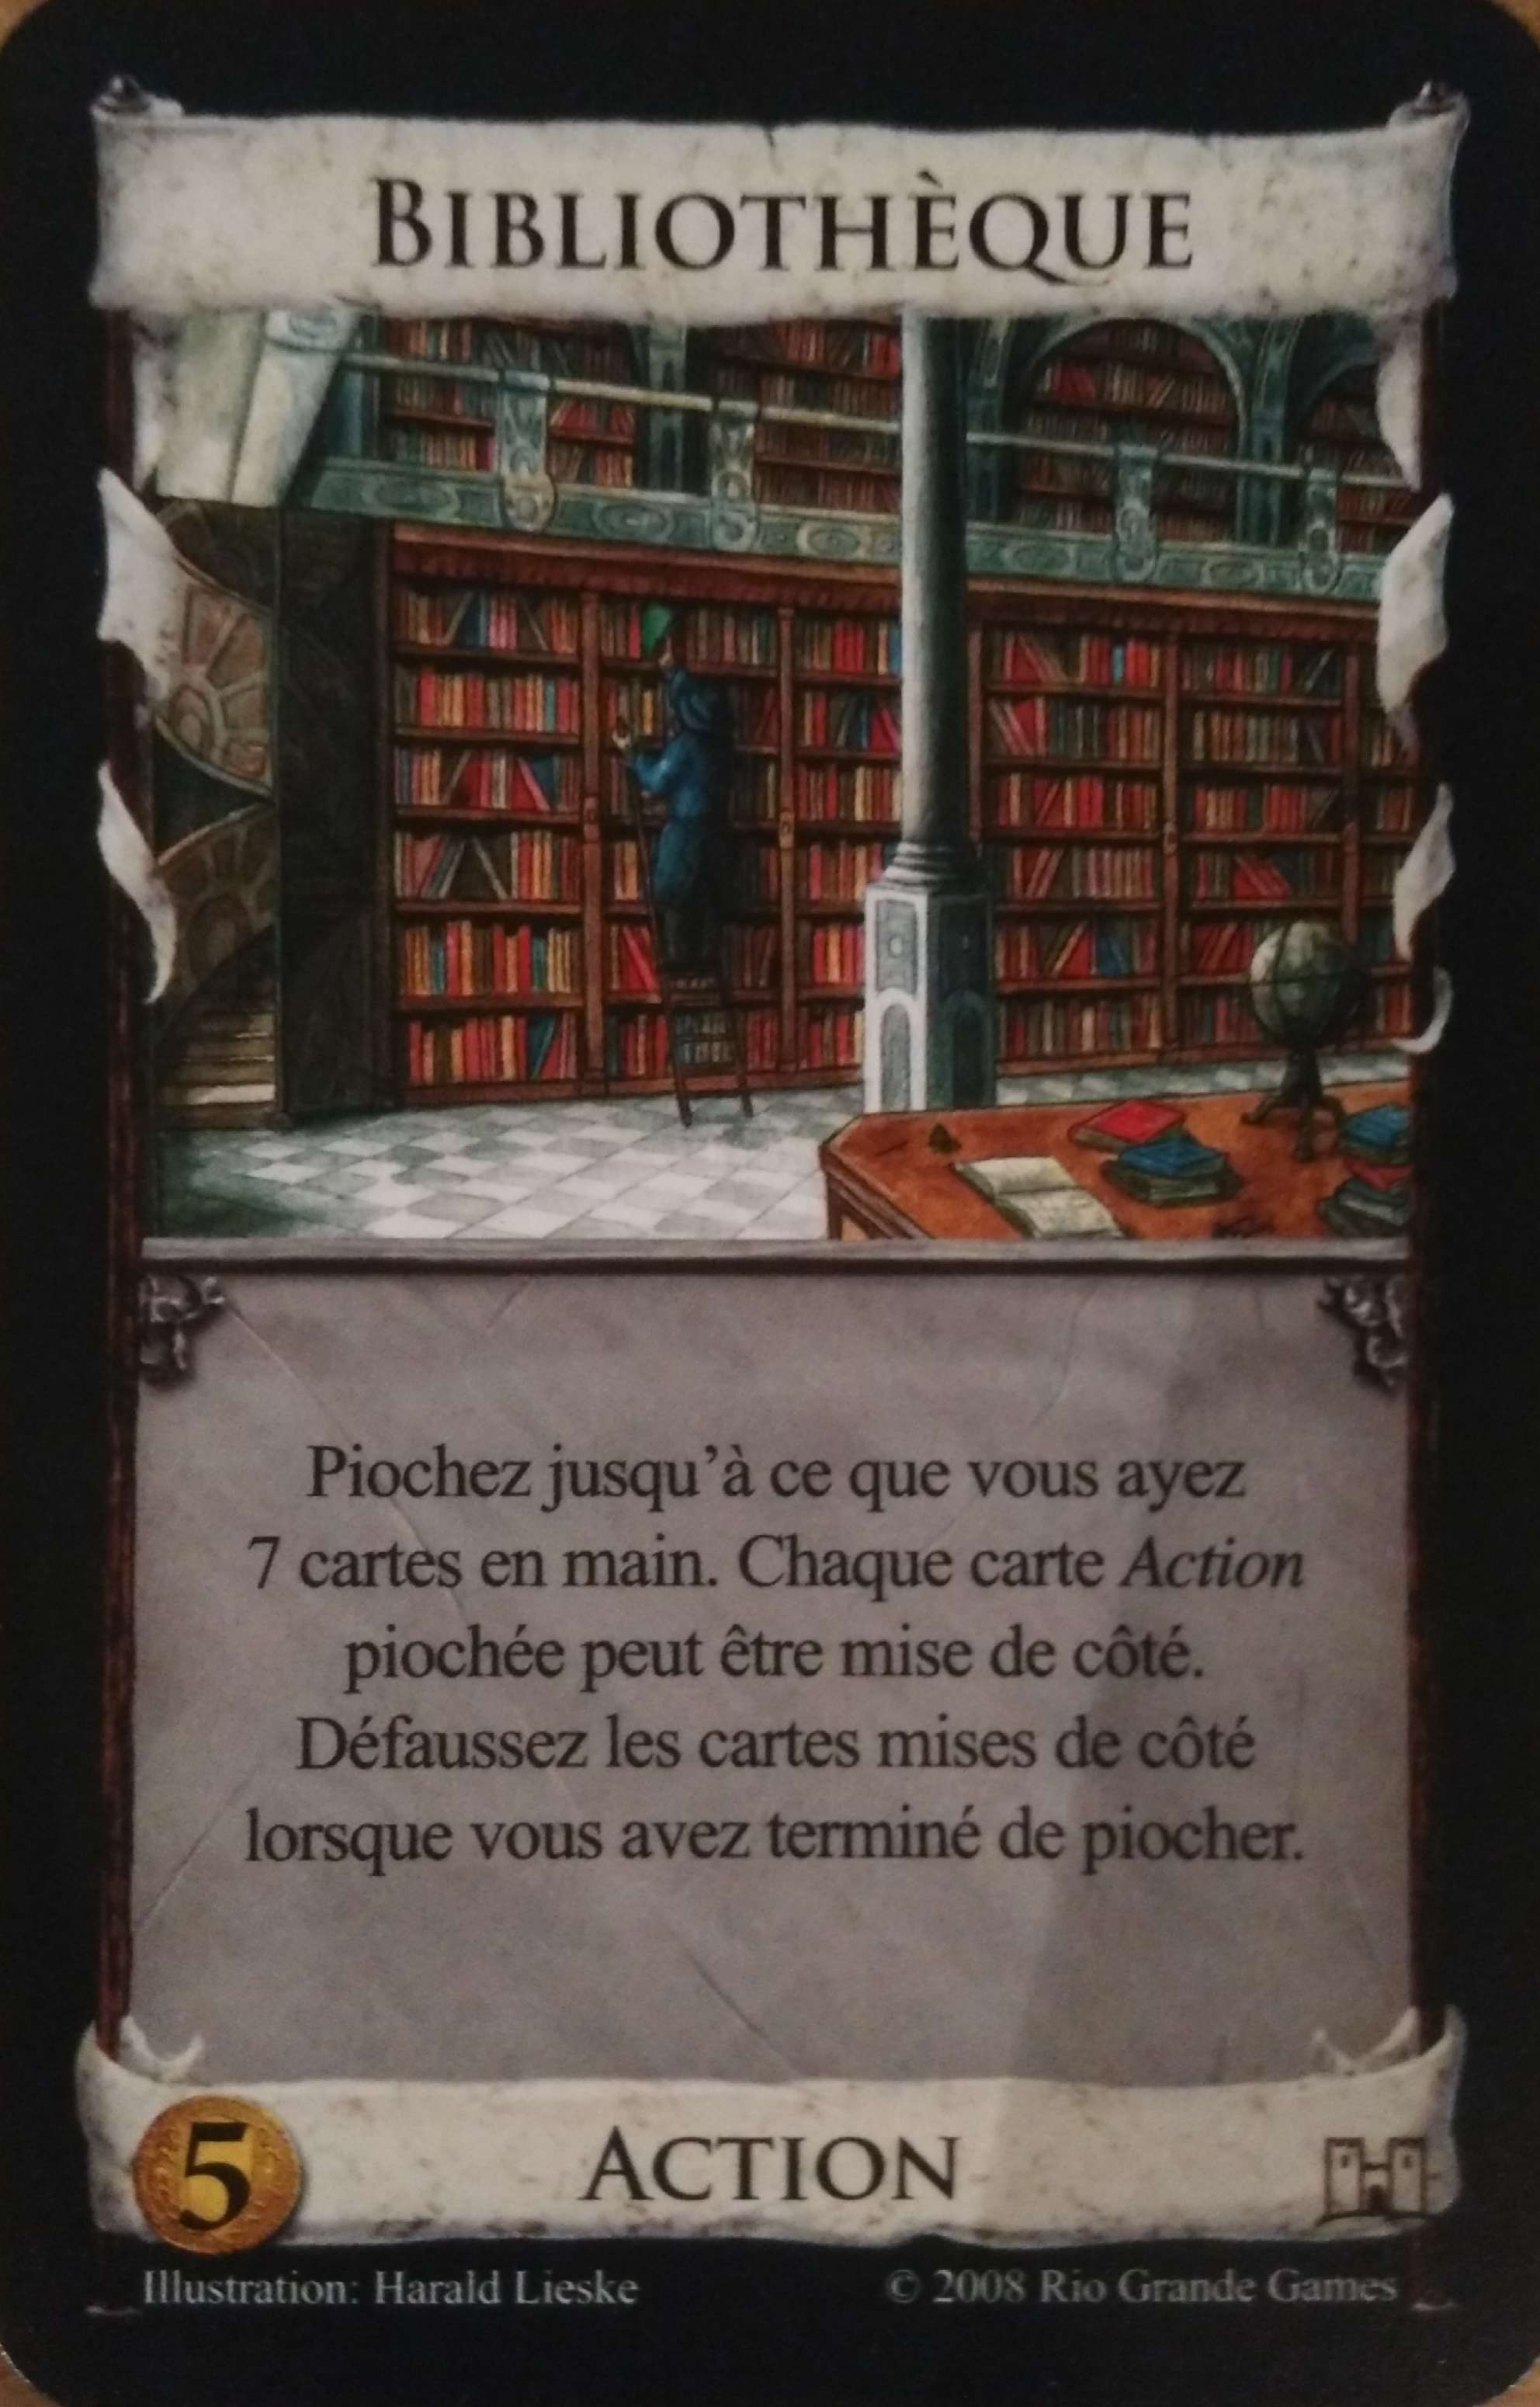 BIBLIOTHÈQUE
Piochez jusqu’à ce que vous ayez
7 cartes en main. Chaque carte Action
piochée peut être mise de côté.
Défaussez les cartes mises de côté
lorsque vous avez terminé de piocher.
5 ACTION
Illustration: Harald Lieske © 2008 Rio Grande Games